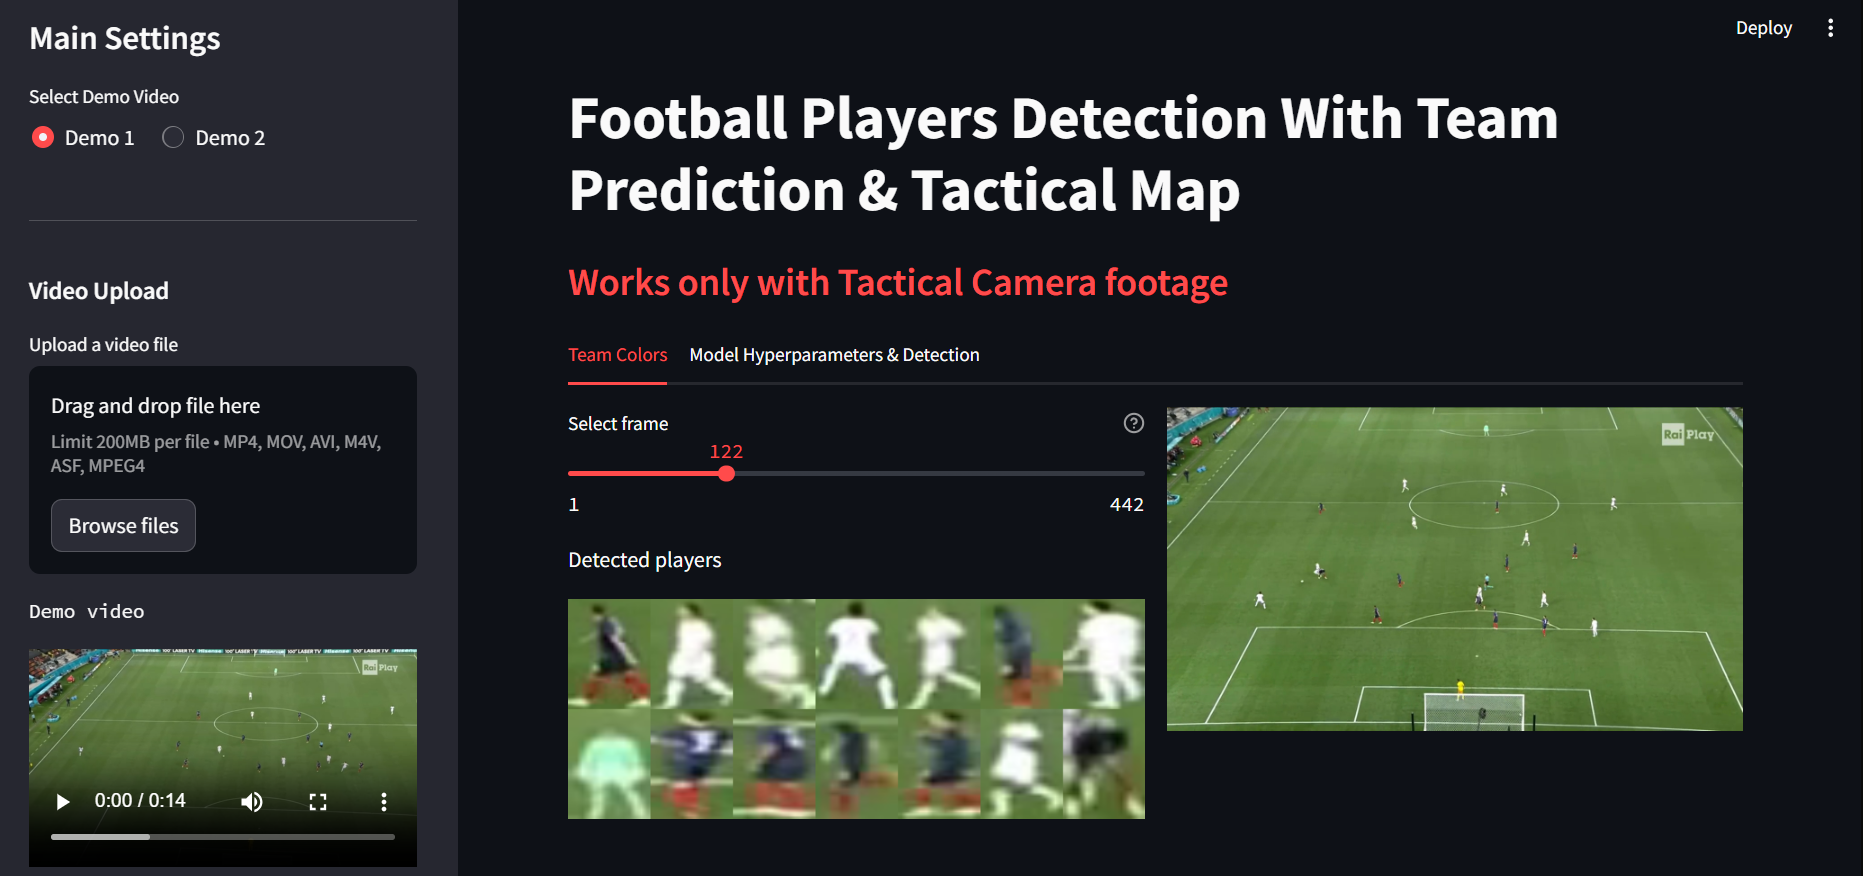 Main Settings
Select Demo Video
Demo 1
Demo 2
Video Upload
Upload a video file
Drag and drop file here
Limit 200MB per file • MP4, MOV, AVI, M4V,
ASF, MPEG4
Browse files
Demo video
Rai Play
0:00 / 0:14
Deploy
Football Players Detection With Team
Prediction & Tactical Map
Works only with Tactical Camera footage
Team Colors
Model Hyperparameters & Detection
Select frame
122
1
442
Detected players
Rai Play